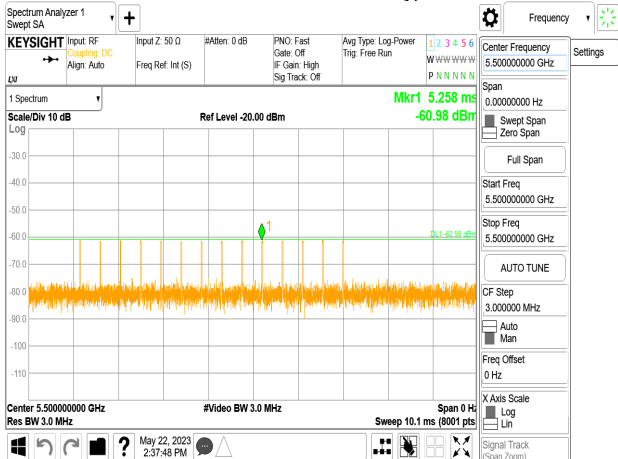 Spectrum Analyzer 1
Swept SA
+
Frequency
KEYSIGHT
Input: RF
Coupling: DC
Align: Auto
Input Z: 50 Ω
Freq Ref: Int (S)
#Atten: 0 dB
PNO: Fast
Gate: Off
IF Gain: High
Sig Track: Off
Avg Type: Log-Power
Trig: Free Run
1 2 3 4 5 6
W W W W W W
P N N N N N
LXI
1 Spectrum
Scale/Div 10 dB
Log
Ref Level -20.00 dBm
Mkr1 5.258 ms
-60.98 dBm
-30.0
-40.0
-50.0
-60.0
-70.0
-80.0
-90.0
-100
-110
1
DL1 -60.90 dBm
Center 5.500000000 GHz
Res BW 3.0 MHz
#Video BW 3.0 MHz
Span 0 Hz
Sweep 10.1 ms (8001 pts)
?
May 22, 2023
2:37:48 PM
Center Frequency
5.500000000 GHz
Span
0.00000000 Hz
Swept Span
Zero Span
Full Span
Start Freq
5.500000000 GHz
Stop Freq
5.500000000 GHz
AUTO TUNE
CF Step
3.000000 MHz
Auto
Man
Freq Offset
0 Hz
X Axis Scale
Log
Lin
Signal Track
(Span Zoom)
Settings